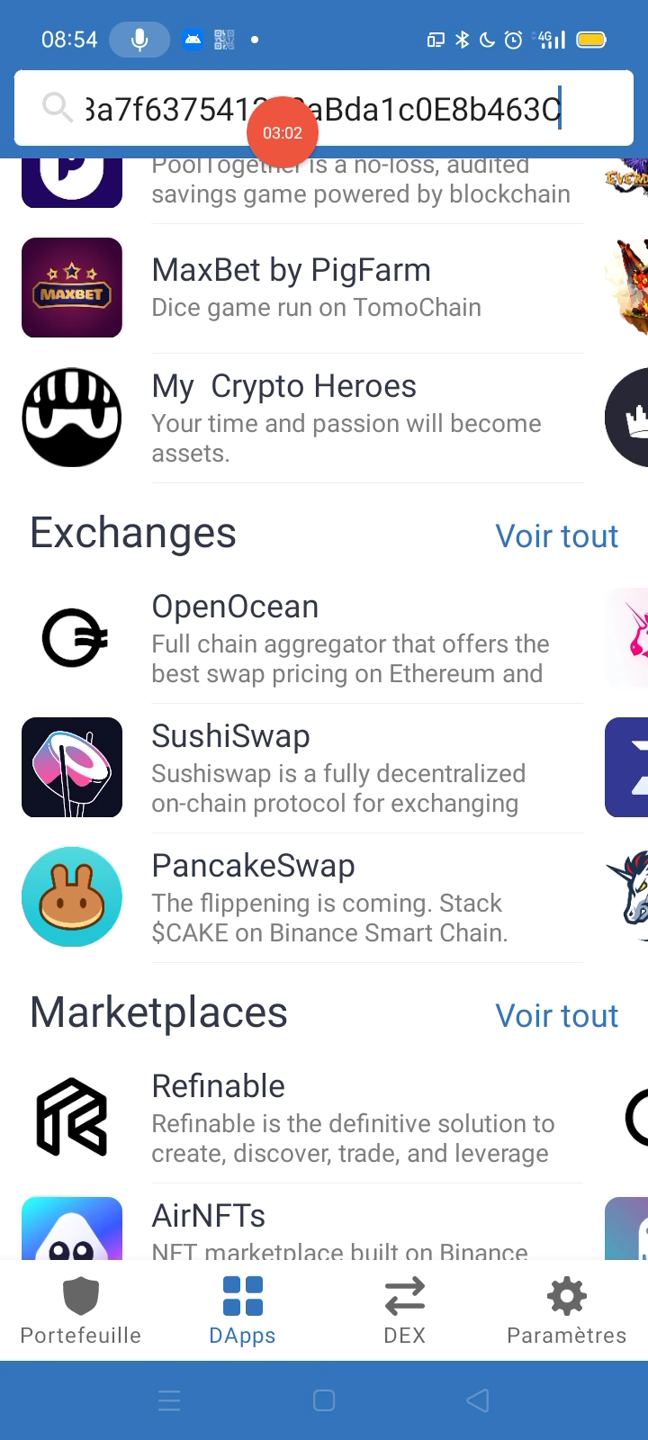 08:54
4G
3a7f6375413 aBda1c0E8b463C
03:02
PoolTogether is a no-loss, audited
savings game powered by blockchain
MAXBET
MaxBet by PigFarm
Dice game run on TomoChain
My Crypto Heroes
Your time and passion will become
assets.
Exchanges
Voir tout
OpenOcean
Full chain aggregator that offers the
best swap pricing on Ethereum and
SushiSwap
Sushiswap is a fully decentralized
on-chain protocol for exchanging
PancakeSwap
The flippening is coming. Stack
$CAKE on Binance Smart Chain.
Marketplaces
Voir tout
Refinable
Refinable is the definitive solution to
create, discover, trade, and leverage
AirNFTs
NFT marketplace built on Binance
Portefeuille
DApps
DEX
Paramètres